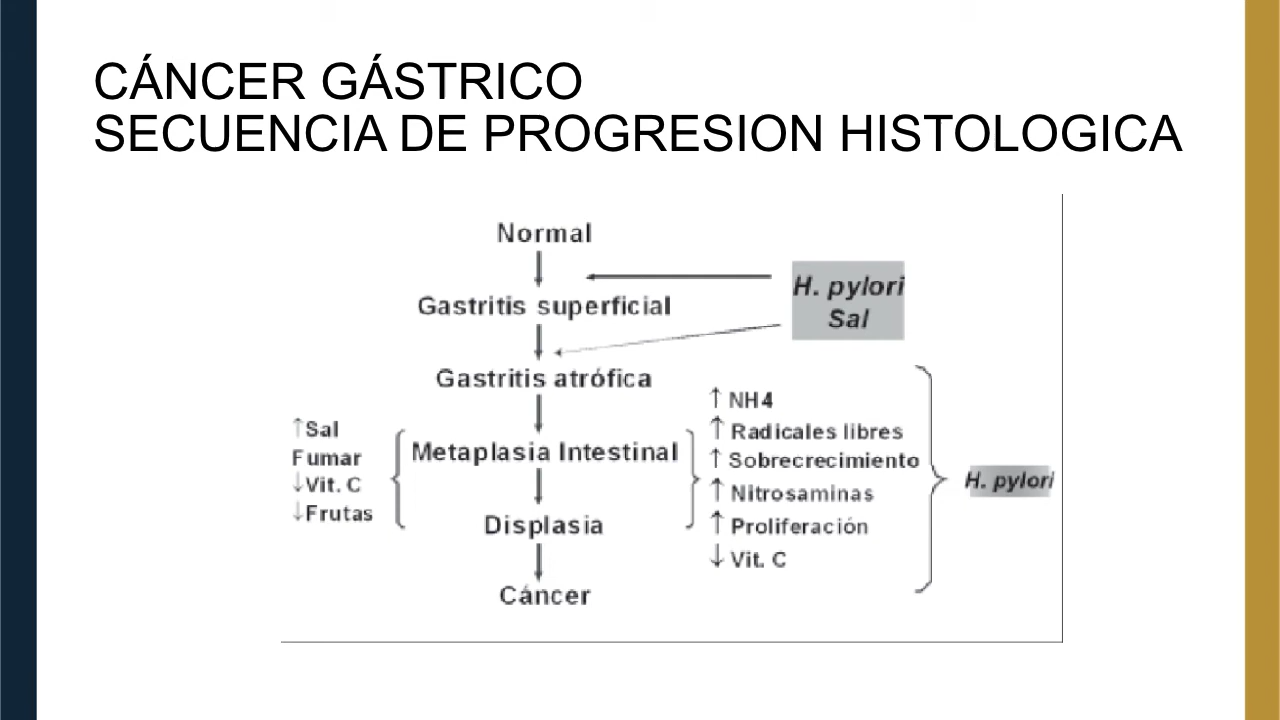 CÁNCER GÁSTRICO
SECUENCIA DE PROGRESION HISTOLOGICA
Normal
H. pylori
Sal
Gastritis superficial
Gastritis atrófica
↑Sal
Fumar
↓Vit. C
↓Frutas
Metaplasia Intestinal
Displasia
Cáncer
↑ NH4
↑ Radicales libres
↑ Sobrecrecimiento
↑ Nitrosaminas
↑ Proliferación
↓ Vit. C
H. pylori